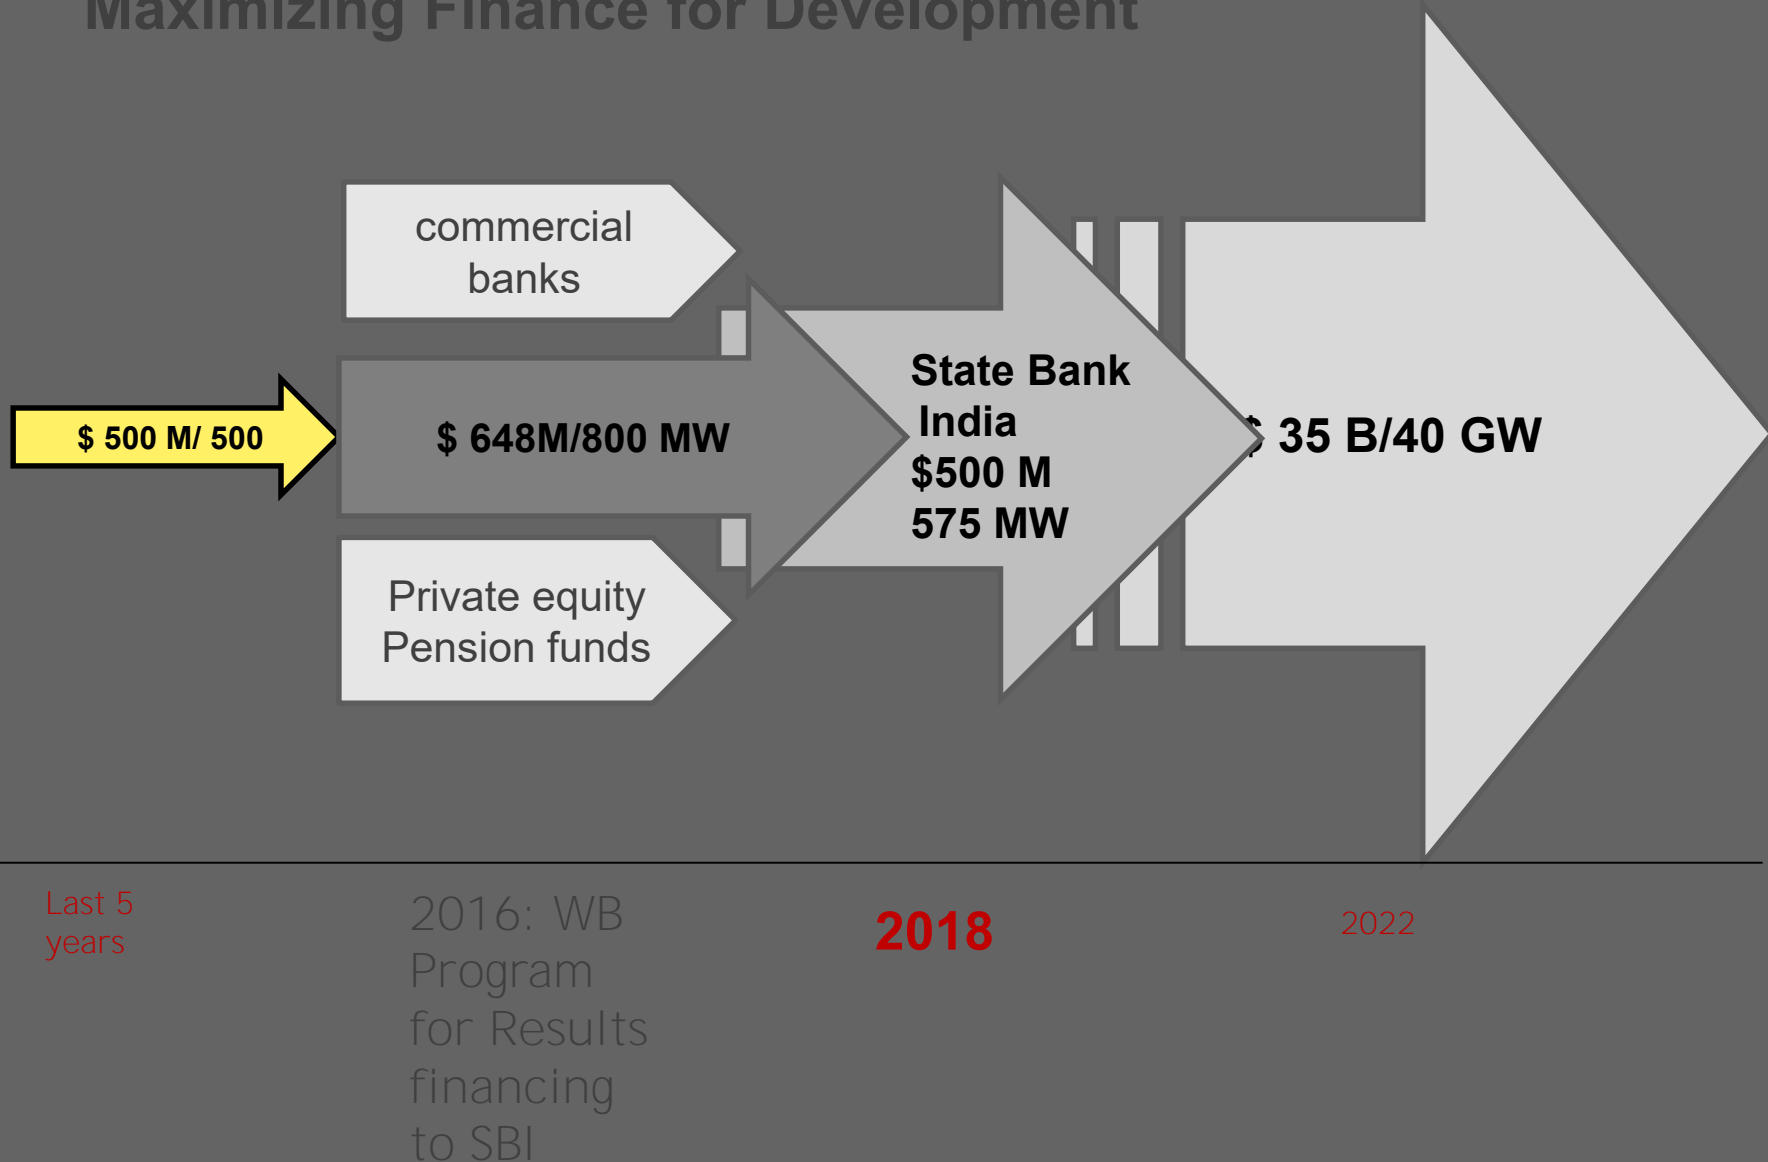 Maximizing Finance for Development
commercial
banks
$ 500 M/ 500
$ 648M/800 MW
State Bank
India
$500 M
575 MW
$ 35 B/40 GW
Private equity
Pension funds
Last 5
years
2016: WB
Program
for Results
financing
to SBI
2018
2022